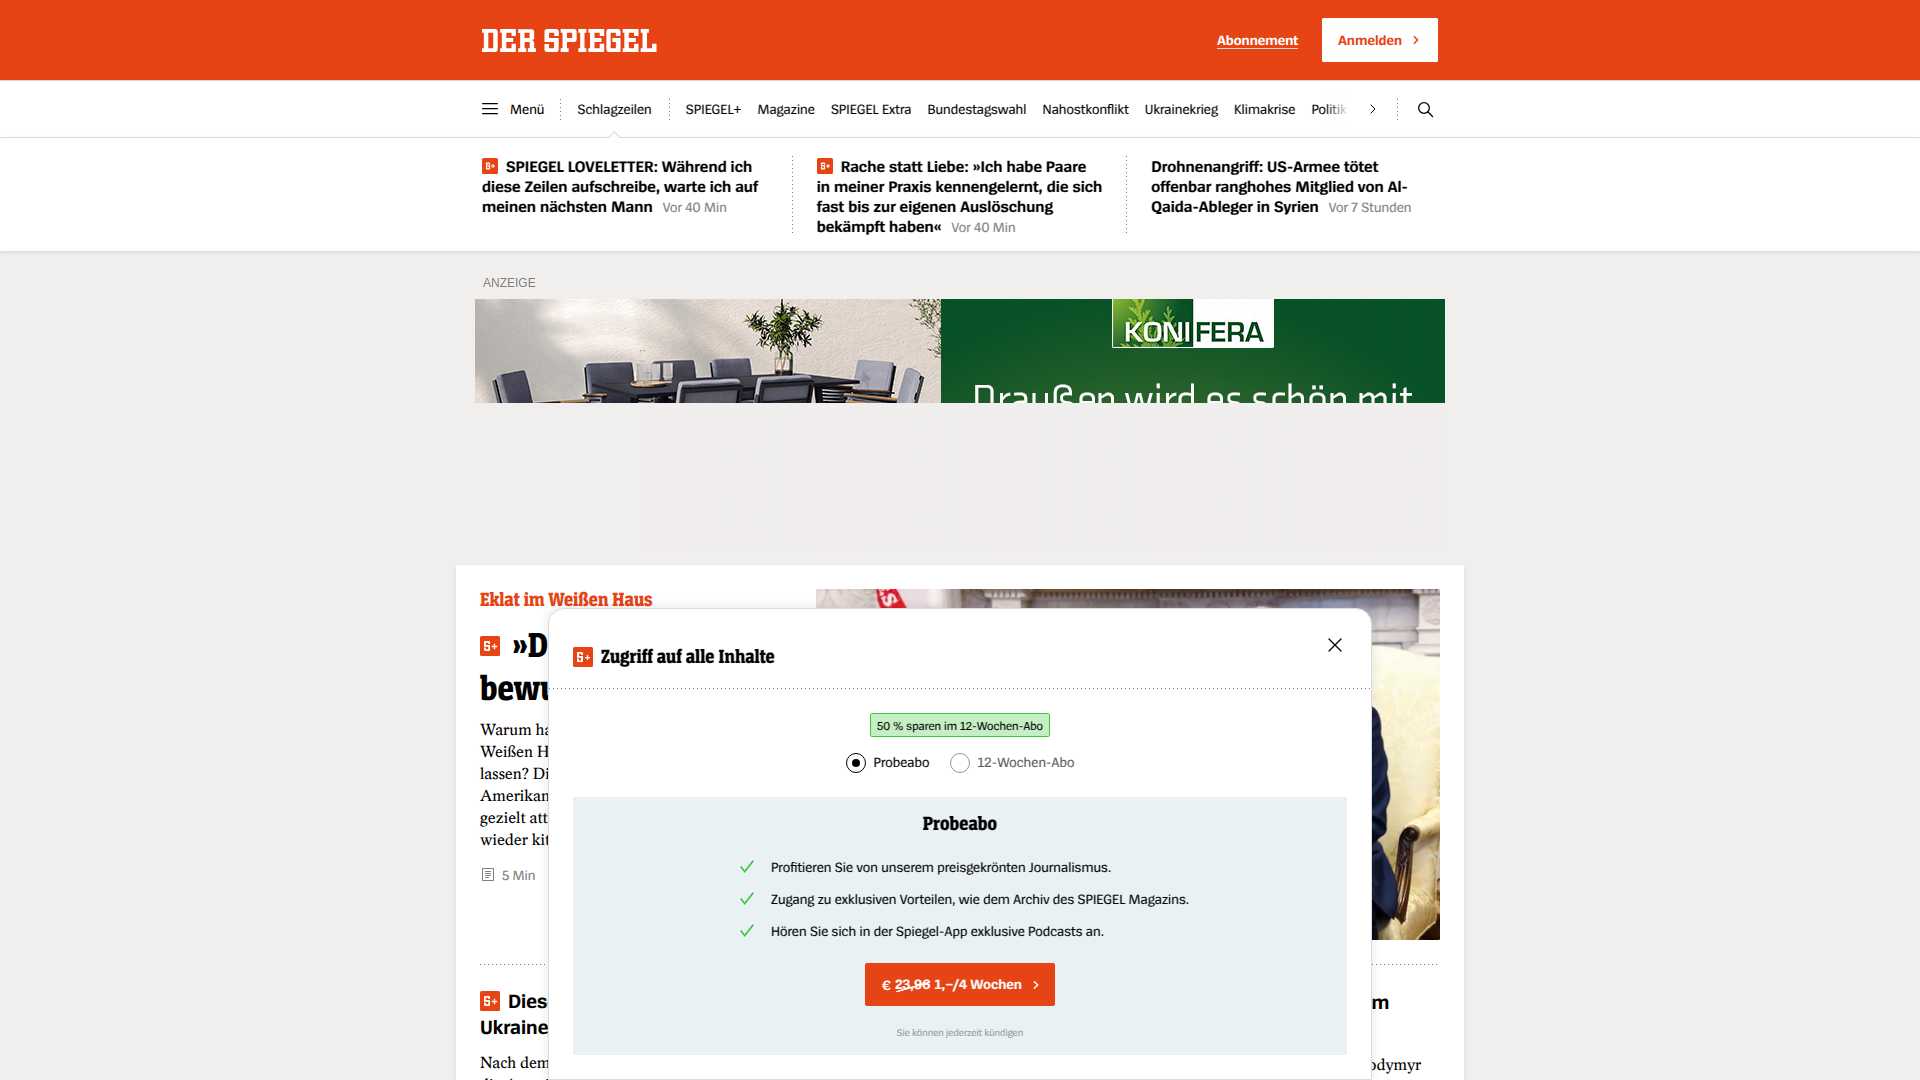 DER SPIEGEL
Abonnement
Anmelden
Menü
Schlagzeilen
SPIEGEL+
Magazine
SPIEGEL Extra
Bundestagswahl
Nahostkonflikt
Ukrainekrieg
Klimakrise
Politik
S+ SPIEGEL LOVELETTER: Während ich
diese Zeilen aufschreibe, warte ich auf
meinen nächsten Mann Vor 40 Min
S+ Rache statt Liebe: »Ich habe Paare
in meiner Praxis kennengelernt, die sich
fast bis zur eigenen Auslöschung
bekämpft haben« Vor 40 Min
Drohnenangriff: US-Armee tötet
offenbar ranghohes Mitglied von Al-
Qaida-Ableger in Syrien Vor 7 Stunden
ANZEIGE
KONIFERA
Draußen wird es schön mit
Eklat im Weißen Haus
S+ »D
bewu
Warum ha
Weißen H
lassen? Di
Amerikan
gezielt att
wieder kit
5 Min
S+ Zugriff auf alle Inhalte
50 % sparen im 12-Wochen-Abo
Probeabo
12-Wochen-Abo
Probeabo
Profitieren Sie von unserem preisgekrönten Journalismus.
Zugang zu exklusiven Vorteilen, wie dem Archiv des SPIEGEL Magazins.
Hören Sie sich in der Spiegel-App exklusive Podcasts an.
€ 23,96 1,–/4 Wochen
Sie können jederzeit kündigen
S+ Dies
Ukraine
Nach dem
m
odymyr